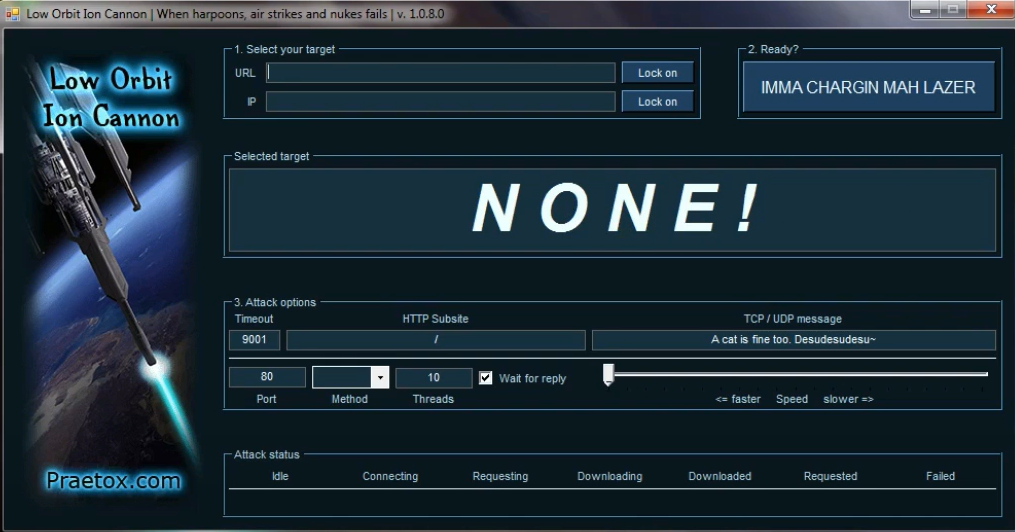 Low Orbit Ion Cannon | When harpoons, air strikes and nukes fails | v. 1.0.8.0
Low Orbit
Ion Cannon
Praetox.com
1. Select your target
URL
Lock on
IP
Lock on
2. Ready?
IMMA CHARGIN MAH LAZER
Selected target
NONE!
3. Attack options
Timeout HTTP Subsite TCP / UDP message
9001 / A cat is fine too. Desudesudesu~
80 10 Wait for reply
Port Method Threads <= faster Speed slower =>
Attack status
Idle Connecting Requesting Downloading Downloaded Requested Failed